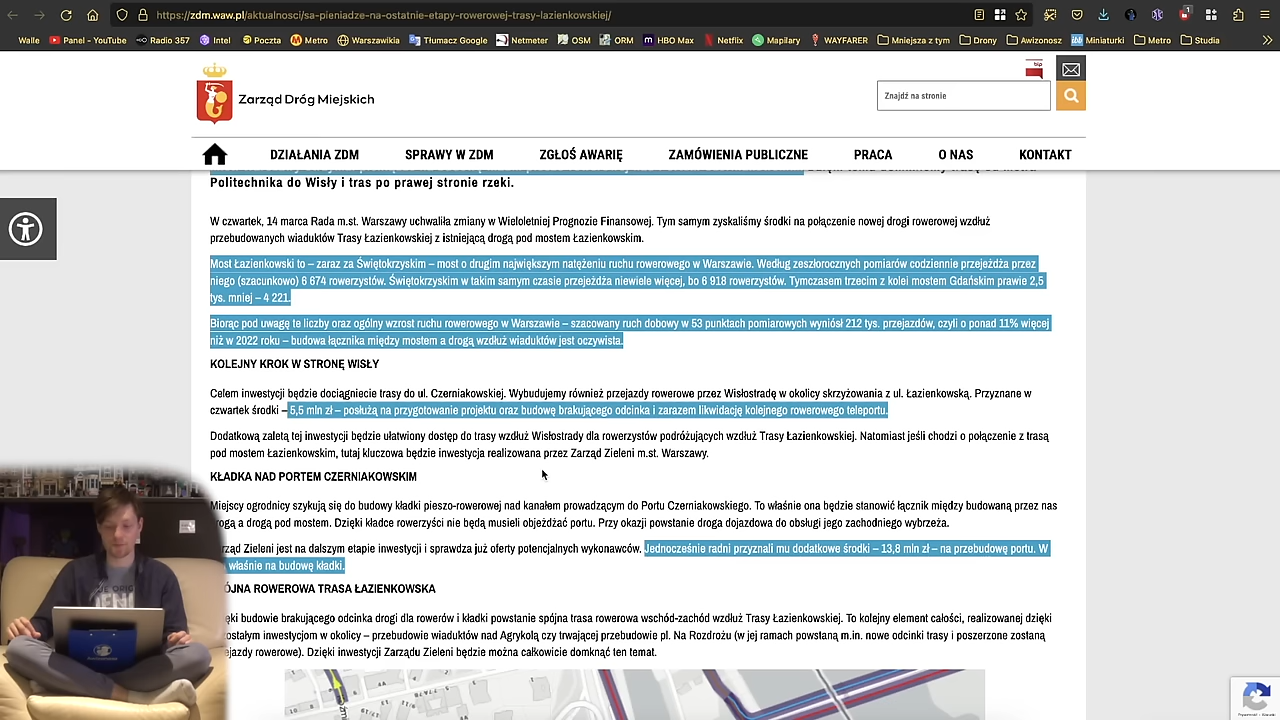 https://zdm.waw.pl/aktualnosci/sa-pieniadze-na-ostatnie-etapy-rowerowej-trasy-lazienkowskiej/
Walle Panel - YouTube Radio 357 Intel Poczta Metro Warszawikia Tłumacz Google Netmeter OSM ORM HBO Max Netflix Mapilary WAYFARER Mniejsza z tym Drony Awizonosz Miniaturki Metro Studia
bip
Zarząd Dróg Miejskich
Znajdź na stronie
DZIAŁANIA ZDM SPRAWY W ZDM ZGŁOŚ AWARIĘ ZAMÓWIENIA PUBLICZNE PRACA O NAS KONTAKT
Politechnika do Wisły i tras po prawej stronie rzeki.
W czwartek, 14 marca Rada m.st. Warszawy uchwaliła zmiany w Wieloletniej Prognozie Finansowej. Tym samym zyskaliśmy środki na połączenie nowej drogi rowerowej wzdłuż
przebudowanych wiaduktów Trasy Łazienkowskiej z istniejącą drogą pod mostem Łazienkowskim.
Most Łazienkowski to – zaraz za Świętokrzyskim – most o drugim największym natężeniu ruchu rowerowego w Warszawie. Według zeszłorocznych pomiarów codziennie przejeżdża przez
niego (szacunkowo) 6 674 rowerzystów. Świętokrzyskim w takim samym czasie przejeżdża niewiele więcej, bo 6 918 rowerzystów. Tymczasem trzecim z kolei mostem Gdańskim prawie 2,5
tys. mniej – 4 221.
Biorąc pod uwagę te liczby oraz ogólny wzrost ruchu rowerowego w Warszawie – szacowany ruch dobowy w 53 punktach pomiarowych wyniósł 212 tys. przejazdów, czyli o ponad 11% więcej
niż w 2022 roku – budowa łącznika między mostem a drogą wzdłuż wiaduktów jest oczywista.
KOLEJNY KROK W STRONĘ WISŁY
Celem inwestycji będzie dociągniecie trasy do ul. Czerniakowskiej. Wybudujemy również przejazdy rowerowe przez Wisłostradę w okolicy skrzyżowania z ul. Łazienkowską. Przyznane w
czwartek środki – 5,5 mln zł – posłużą na przygotowanie projektu oraz budowę brakującego odcinka i zarazem likwidację kolejnego rowerowego teleportu.
Dodatkową zaletą tej inwestycji będzie ułatwiony dostęp do trasy wzdłuż Wisłostrady dla rowerzystów podróżujących wzdłuż Trasy Łazienkowskiej. Natomiast jeśli chodzi o połączenie z trasą
pod mostem Łazienkowskim, tutaj kluczowa będzie inwestycja realizowana przez Zarząd Zieleni m.st. Warszawy.
KŁADKA NAD PORTEM CZERNIAKOWSKIM
Miejscy ogrodnicy szykują się do budowy kładki pieszo-rowerowej nad kanałem prowadzącym do Portu Czerniakowskiego. To właśnie ona będzie stanowić łącznik między budowaną przez nas
rogą a drogą pod mostem. Dzięki kładce rowerzyści nie będą musieli objeżdżać portu. Przy okazji powstanie droga dojazdowa do obsługi jego zachodniego wybrzeża.
rząd Zieleni jest na dalszym etapie inwestycji i sprawdza już oferty potencjalnych wykonawców. Jednocześnie radni przyznali mu dodatkowe środki – 13,8 mln zł – na przebudowę portu. W
właśnie na budowę kładki.
ÓJNA ROWEROWA TRASA ŁAZIENKOWSKA
ęki budowie brakującego odcinka drogi dla rowerów i kładki powstanie spójna trasa rowerowa wschód-zachód wzdłuż Trasy Łazienkowskiej. To kolejny element całości, realizowanej dzięki
ostałym inwestycjom w okolicy – przebudowie wiaduktów nad Agrykolą czy trwającej przebudowie pl. Na Rozdrożu (w jej ramach powstaną m.in. nowe odcinki trasy i poszerzone zostaną
ejazdy rowerowe). Dzięki inwestycji Zarządu Zieleni będzie można całkowicie domknąć ten temat.